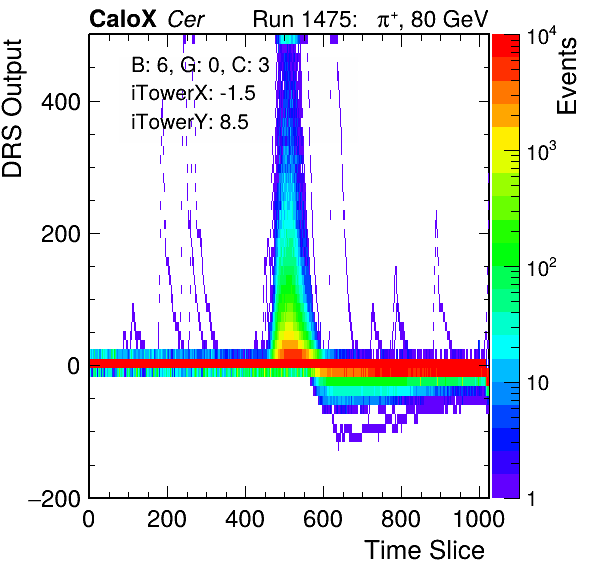 CaloX Cer
Run 1475: π⁺, 80 GeV
B: 6, G: 0, C: 3
iTowerX: -1.5
iTowerY: 8.5
DRS Output
400
200
0
−200
0 200 400 600 800 1000
Time Slice
Events
10⁴
10³
10²
10
1